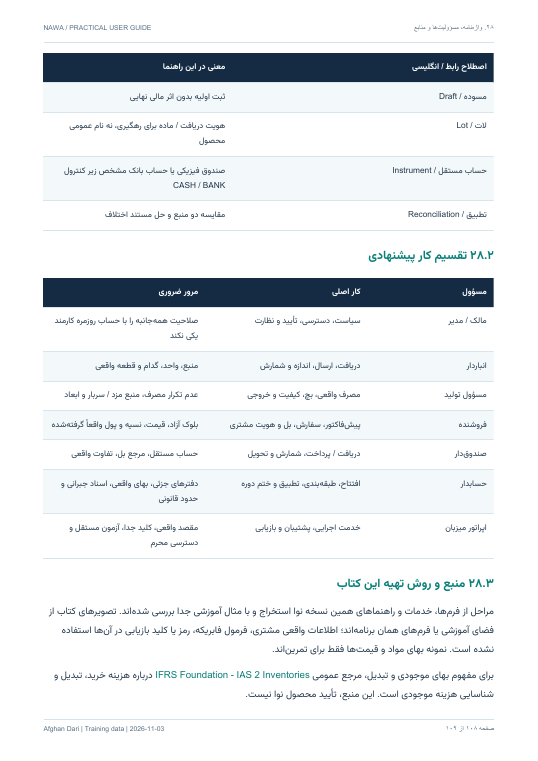 ۲۸. واژه‌نامه، مسوولیت‌ها و منابع
NAWA / PRACTICAL USER GUIDE
اصطلاح رابط / انگلیسی معنی در این راهنما
مسوده / Draft ثبت اولیه بدون اثر مالی نهایی
لات / Lot هویت دریافت / ماده برای رهگیری، نه نام عمومی
محصول
حساب مستقل / Instrument صندوق فیزیکی یا حساب بانک مشخص زیر کنترول
CASH / BANK
تطبیق / Reconciliation مقایسه دو منبع و حل مستند اختلاف
۲۸.۲ تقسیم کار پیشنهادی
مسؤول کار اصلی مرور ضروری
مالک / مدیر سیاست، دسترسی، تأیید و نظارت صلاحیت همه‌جانبه را با حساب روزمره کارمند
یکی نکند
انباردار دریافت، ارسال، اندازه و شمارش منبع، واحد، گدام و قطعه واقعی
مسؤول تولید مصرف واقعی، بچ، کیفیت و خروجی عدم تکرار مصرف، منبع مزد / سربار و ابعاد
فروشنده پیش‌فاکتور، سفارش، بل و هویت مشتری بلوک آزاد، قیمت، نسیه و پول واقعاً گرفته‌شده
صندوق‌دار دریافت / پرداخت، شمارش و تحویل حساب مستقل، مرجع بل، تفاوت واقعی
حسابدار افتتاح، طبقه‌بندی، تطبیق و ختم دوره دفترهای جزئی، بهای واقعی، اسناد جبرانی و
حدود قانونی
اپراتور میزبان خدمت اجرایی، پشتیبان و بازیابی مقصد واقعی، کلید جدا، آزمون مستقل و
دسترسی محرم
۲۸.۳ منبع و روش تهیه این کتاب
مراحل از فرم‌ها، خدمات و راهنماهای همین نسخه نوا استخراج و با مثال آموزشی جدا بررسی شده‌اند. تصویرهای کتاب از
فضای آموزشی یا فرم‌های همان برنامه‌اند؛ اطلاعات واقعی مشتری، فرمول فابریکه، رمز یا کلید بازیابی در آن‌ها استفاده
نشده است. نمونه بهای مواد و قیمت‌ها فقط برای تمرین‌اند.
برای مفهوم بهای موجودی و تبدیل، مرجع عمومی IFRS Foundation - IAS 2 Inventories درباره هزینه خرید، تبدیل و
شناسایی هزینه موجودی است. این منبع، تأیید محصول نوا نیست.
صفحه ۱۰۸ از ۱۰۹
Afghan Dari | Training data | 2026-11-03